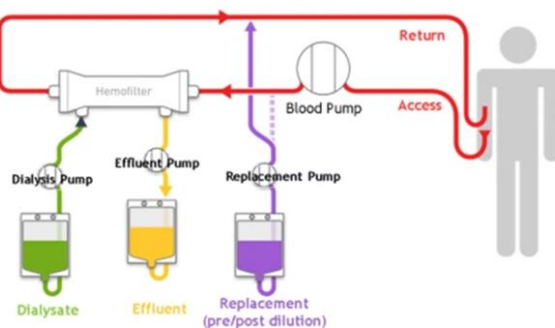 Return
Hemofilter
Blood Pump
Access
Effluent Pump
Dialysis Pump
Replacement Pump
Dialysate
Effluent
Replacement
(pre/post dilution)